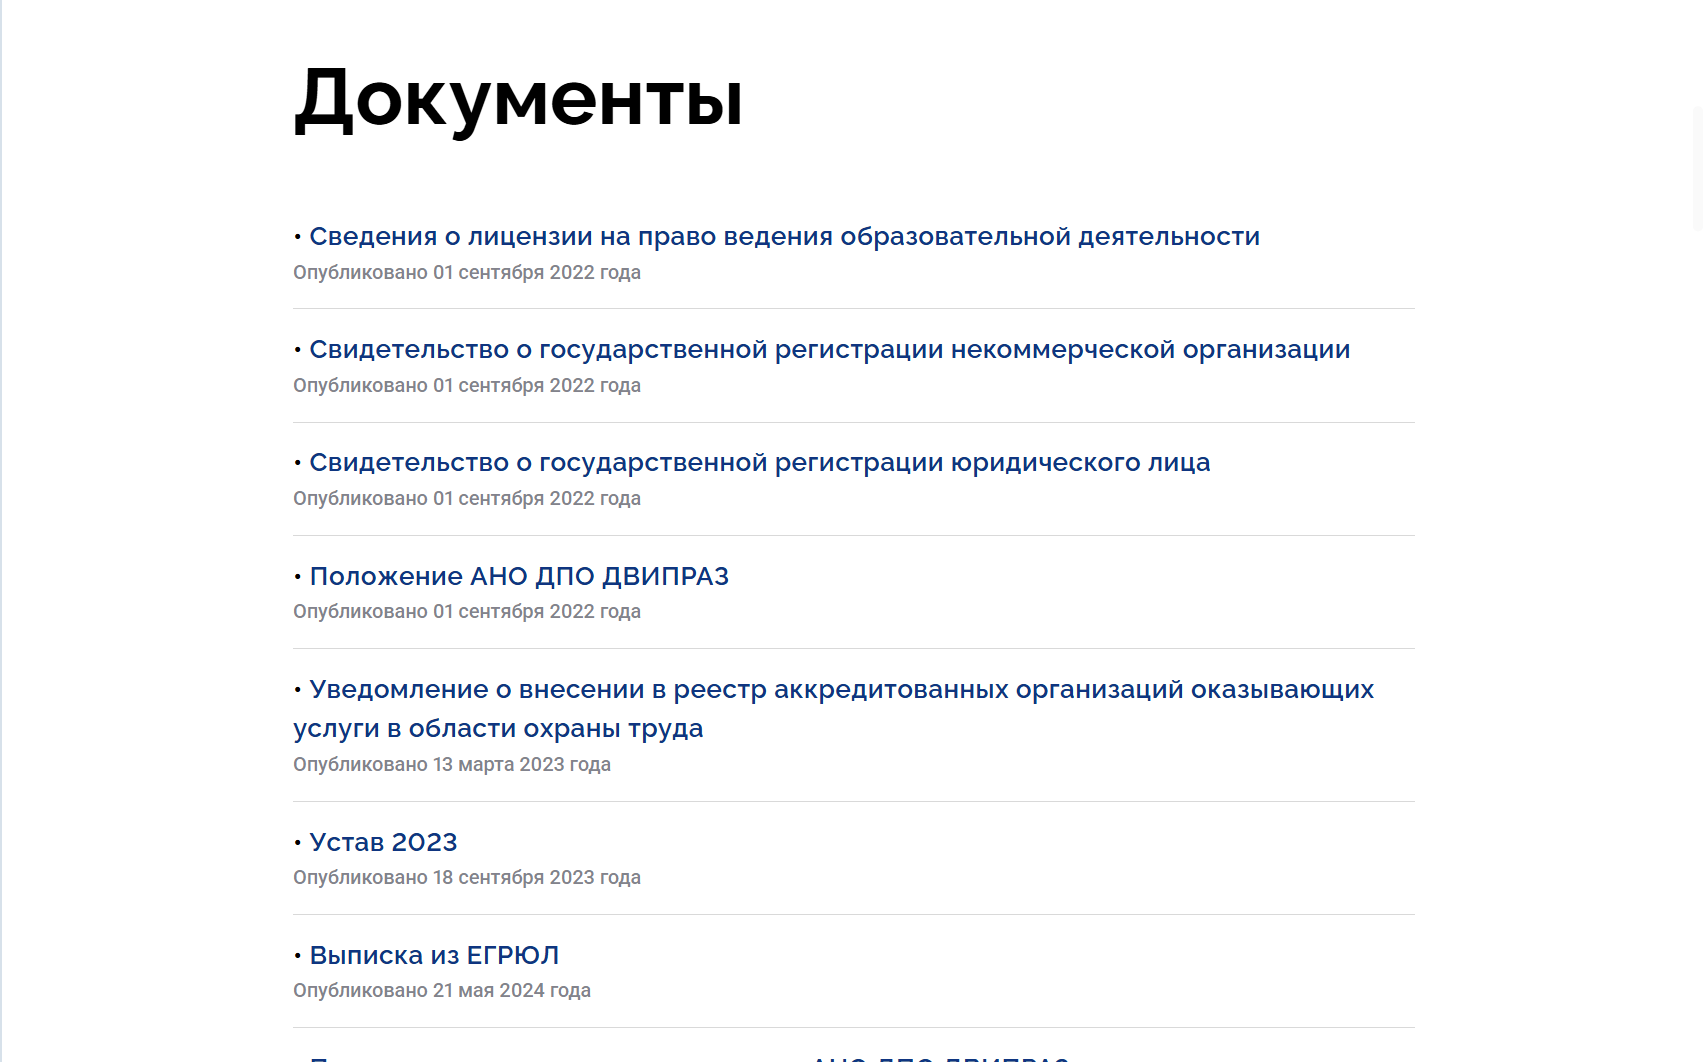 Документы
• Сведения о лицензии на право ведения образовательной деятельности
Опубликовано 01 сентября 2022 года
• Свидетельство о государственной регистрации некоммерческой организации
Опубликовано 01 сентября 2022 года
• Свидетельство о государственной регистрации юридического лица
Опубликовано 01 сентября 2022 года
• Положение АНО ДПО ДВИПРАЗ
Опубликовано 01 сентября 2022 года
• Уведомление о внесении в реестр аккредитованных организаций оказывающих
услуги в области охраны труда
Опубликовано 13 марта 2023 года
• Устав 2023
Опубликовано 18 сентября 2023 года
• Выписка из ЕГРЮЛ
Опубликовано 21 мая 2024 года
АНО ДПО ДВИПРАЗ